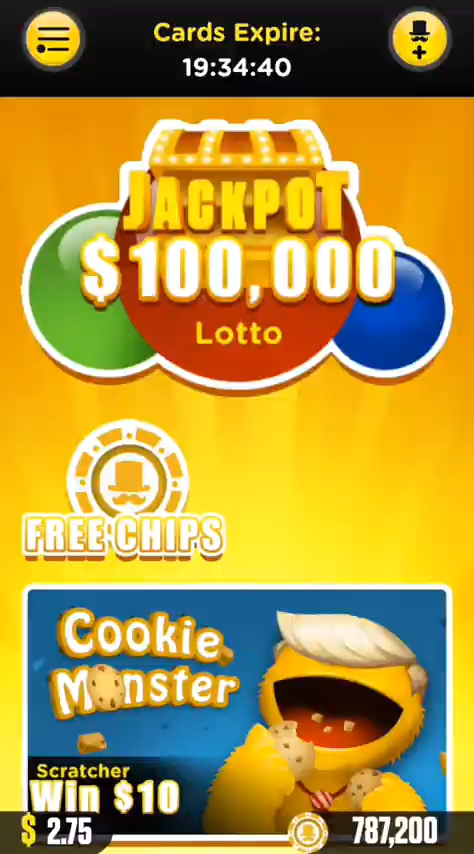 Cards Expire:
19:34:40
JACKPOT
$100,000
Lotto
FREE CHIPS
Cookie
Monster
Scratcher
Win $10
$ 2.75
787,200